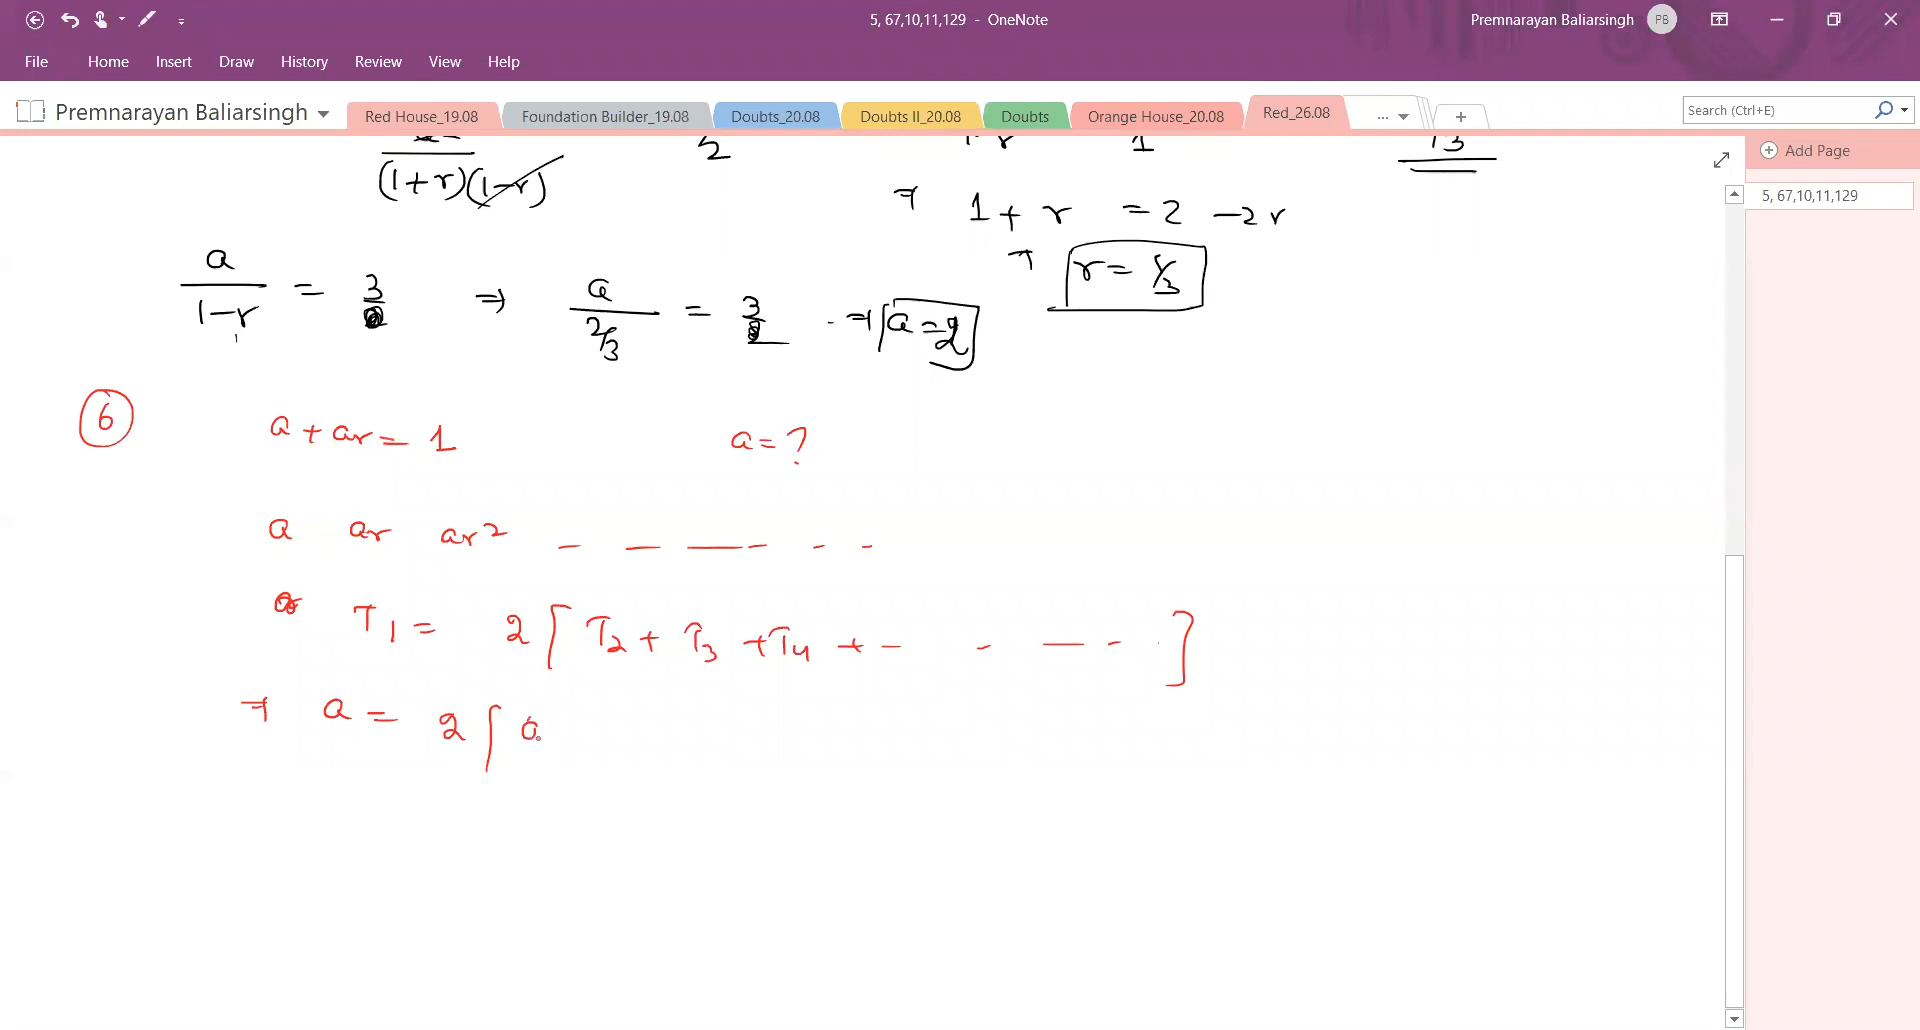 5, 67,10,11,129 - OneNote
Premnarayan Baliarsingh PB
File Home Insert Draw History Review View Help
Premnarayan Baliarsingh
Red House_19.08 Foundation Builder_19.08 Doubts_20.08 Doubts II_20.08 Doubts Orange House_20.08 Red_26.08 ... +
Search (Ctrl+E)
Add Page
5, 67,10,11,129
(1+r)(1-r) 2
1
⇒ 1 + r = 2 - 2r
⇒ r = 1/3
a/(1-r) = 3 ⇒ a/(2/3) = 3 ⇒ a = 2
6 a + ar = 1 a = ?
a ar ar² - - - - - -
T1 = 2 [ T2 + T3 + T4 + - - - - ]
⇒ a = 2 [ a